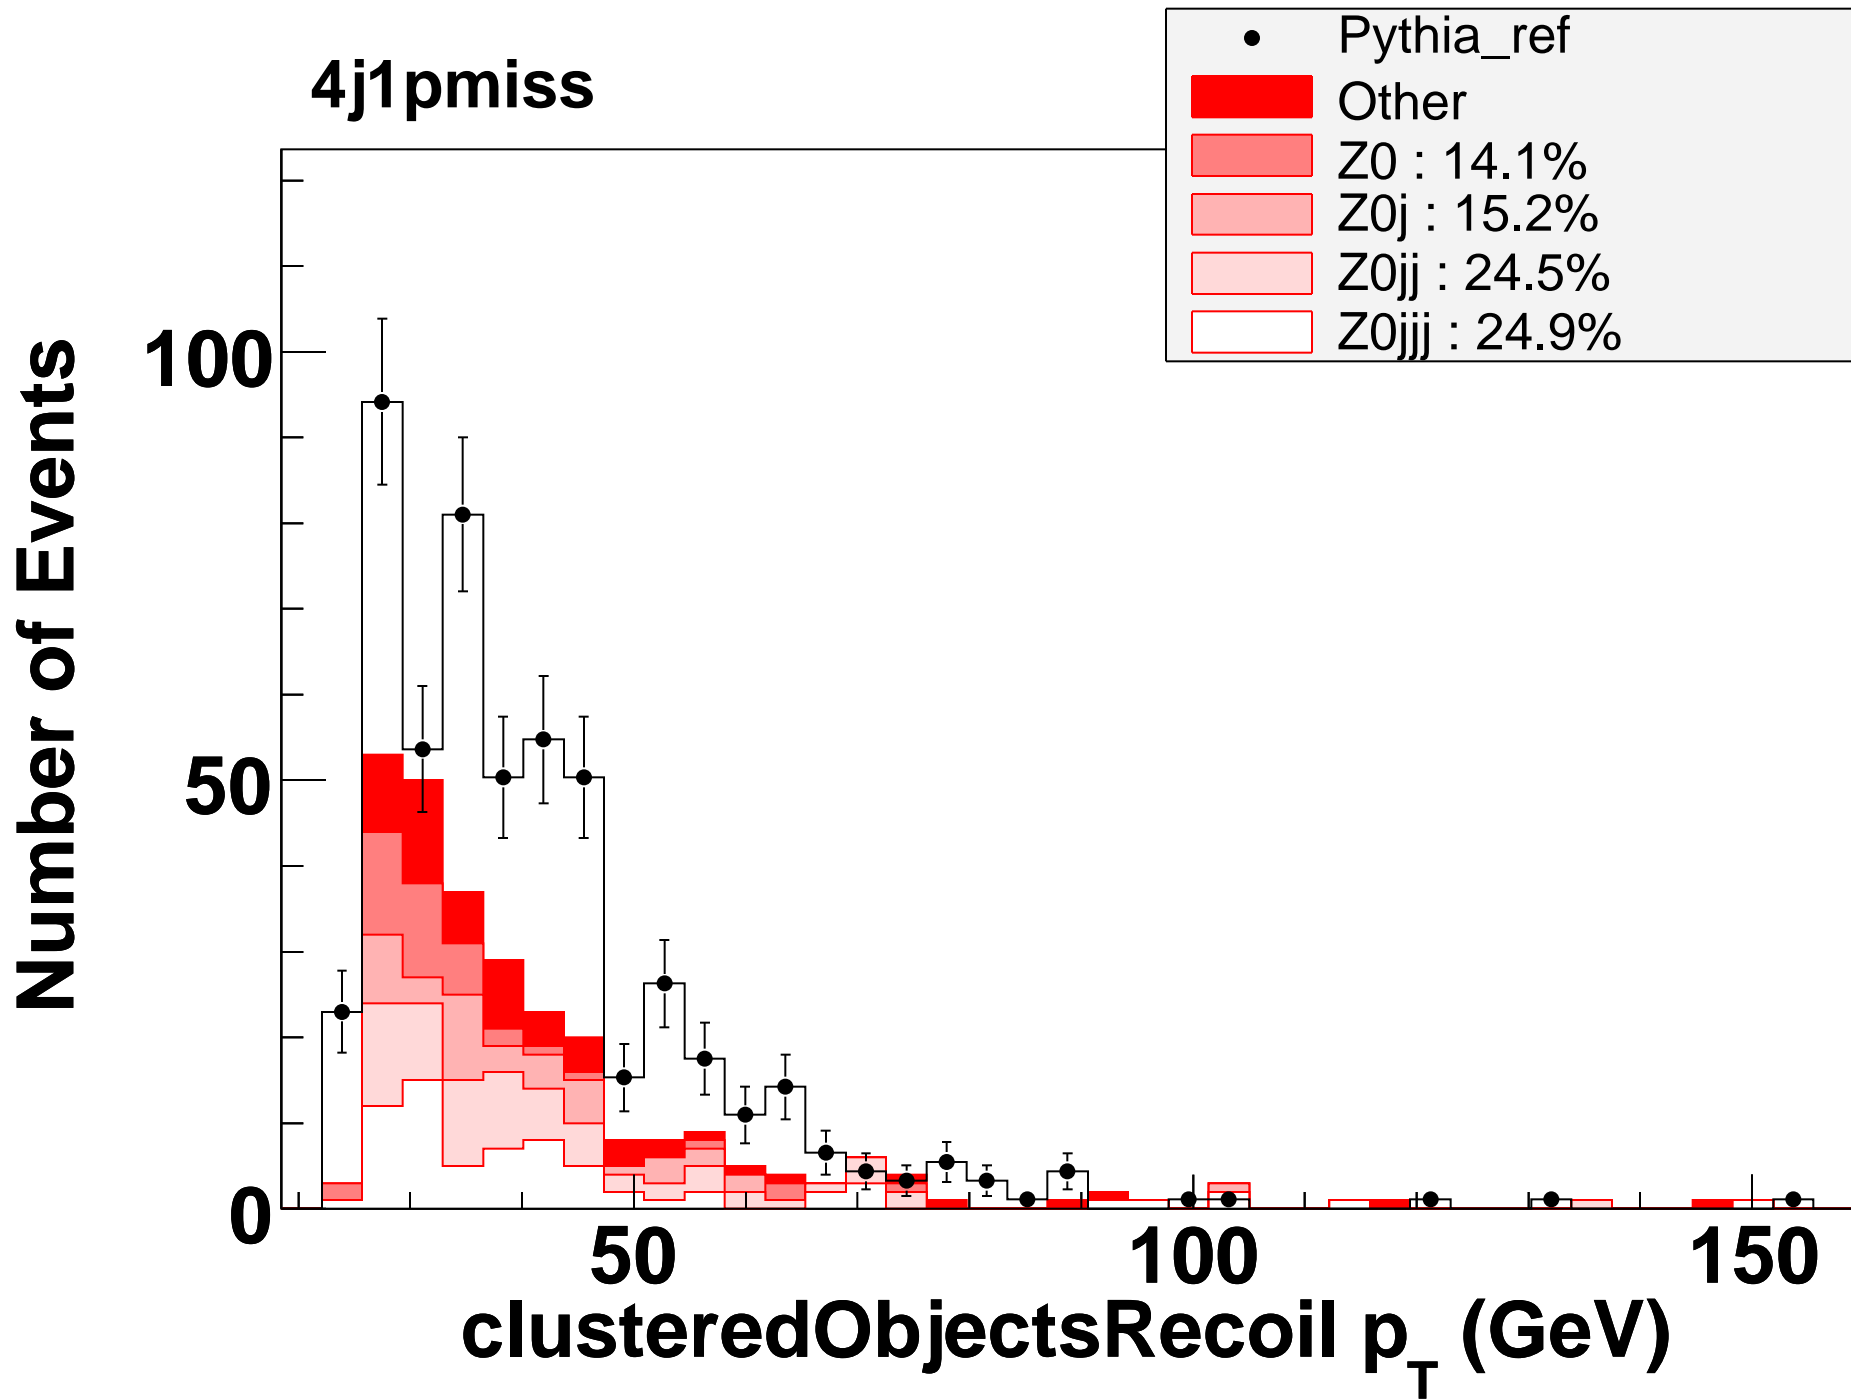 4j1pmiss
Pythia_ref
Other
Z0 : 14.1%
Z0j : 15.2%
Z0jj : 24.5%
Z0jjj : 24.9%
Number of Events
100
50
0
50
100
150
clusteredObjectsRecoil p_T (GeV)